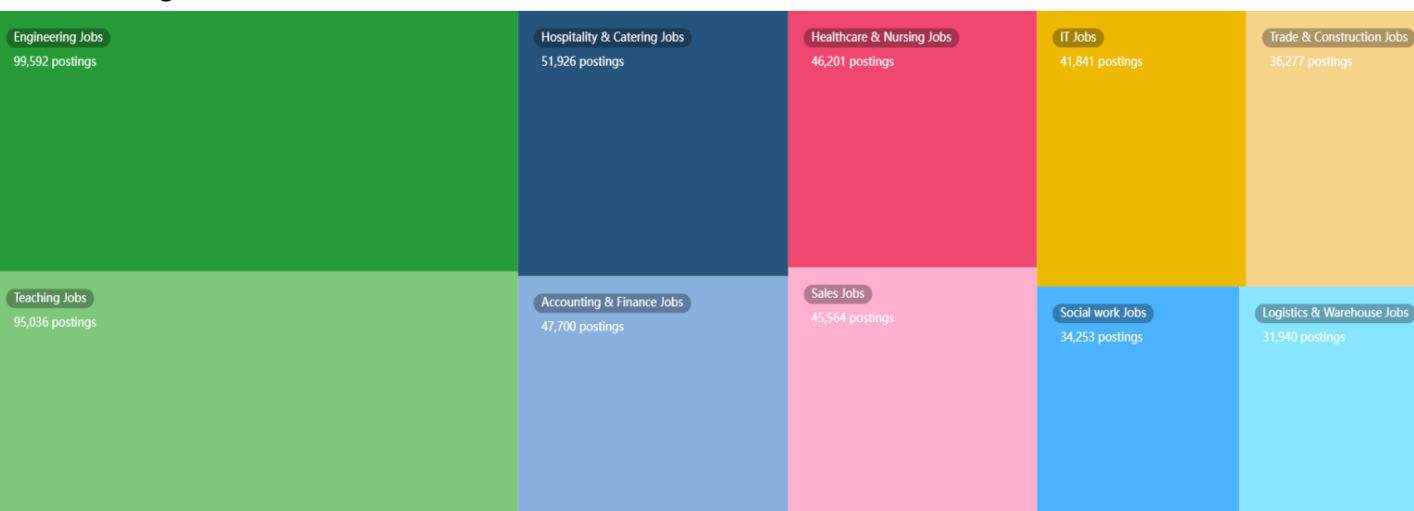 Engineering Jobs
99,592 postings
Hospitality & Catering Jobs
51,926 postings
Healthcare & Nursing Jobs
46,201 postings
IT Jobs
41,841 postings
Trade & Construction Jobs
36,277 postings
Teaching Jobs
95,036 postings
Accounting & Finance Jobs
47,700 postings
Sales Jobs
45,564 postings
Social work Jobs
34,253 postings
Logistics & Warehouse Jobs
31,940 postings